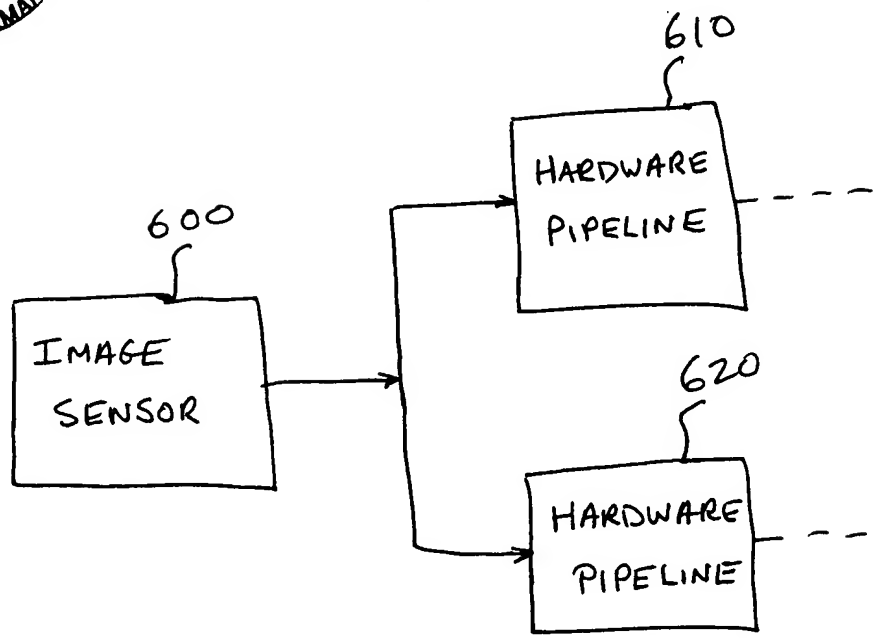 610
HARDWARE
PIPELINE
600
IMAGE
SENSOR
620
HARDWARE
PIPELINE